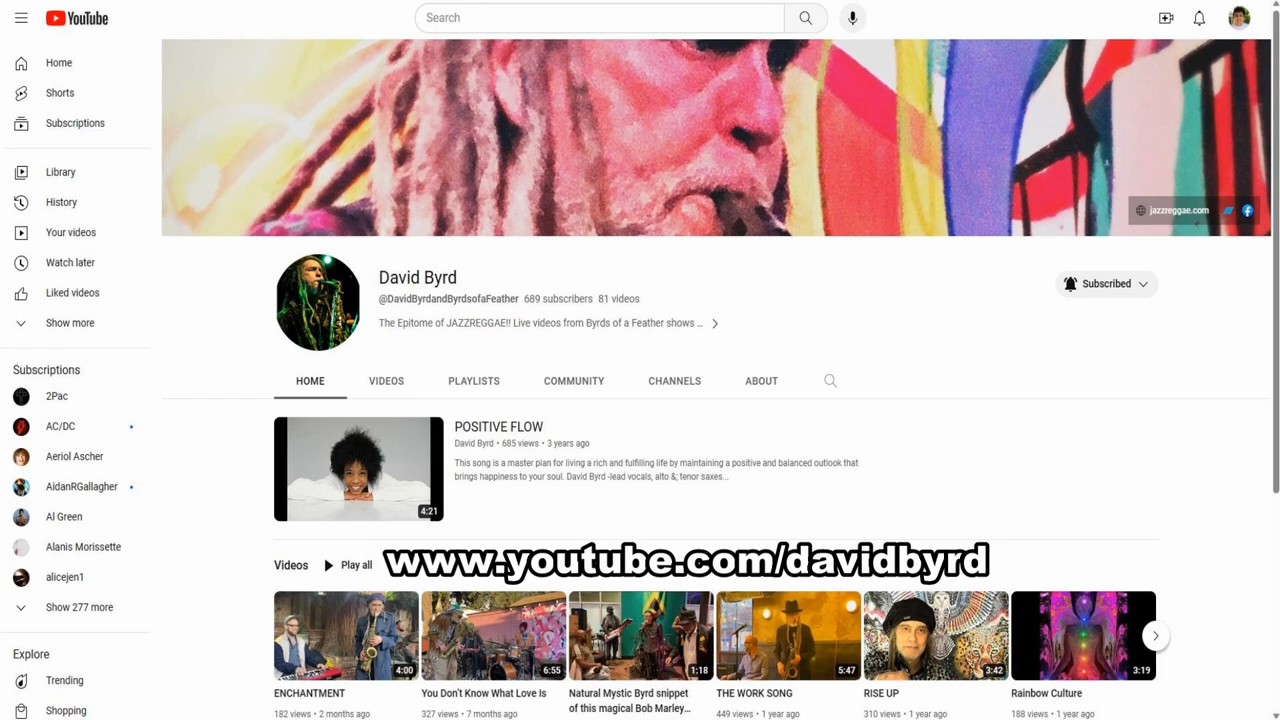 YouTube
Search
Home
Shorts
Subscriptions
Library
History
Your videos
Watch later
Liked videos
Show more
Subscriptions
2Pac
AC/DC
Aeriol Ascher
AidanRGallagher
Al Green
Alanis Morissette
alicejen1
Show 277 more
Explore
Trending
Shopping
jazzreggae.com
David Byrd
@DavidByrdandByrdsofaFeather 689 subscribers 81 videos
The Epitome of JAZZREGGAE!! Live videos from Byrds of a Feather shows ...
Subscribed
HOME VIDEOS PLAYLISTS COMMUNITY CHANNELS ABOUT
4:21
POSITIVE FLOW
David Byrd • 685 views • 3 years ago
This song is a master plan for living a rich and fulfilling life by maintaining a positive and balanced outlook that
brings happiness to your soul. David Byrd -lead vocals, alto &; tenor saxes...
Videos Play all
www.youtube.com/davidbyrd
4:00
ENCHANTMENT
182 views • 2 months ago
6:55
You Don't Know What Love Is
327 views • 7 months ago
1:18
Natural Mystic Byrd snippet
of this magical Bob Marley...
5:47
THE WORK SONG
449 views • 1 year ago
3:42
RISE UP
310 views • 1 year ago
3:19
Rainbow Culture
188 views • 1 year ago